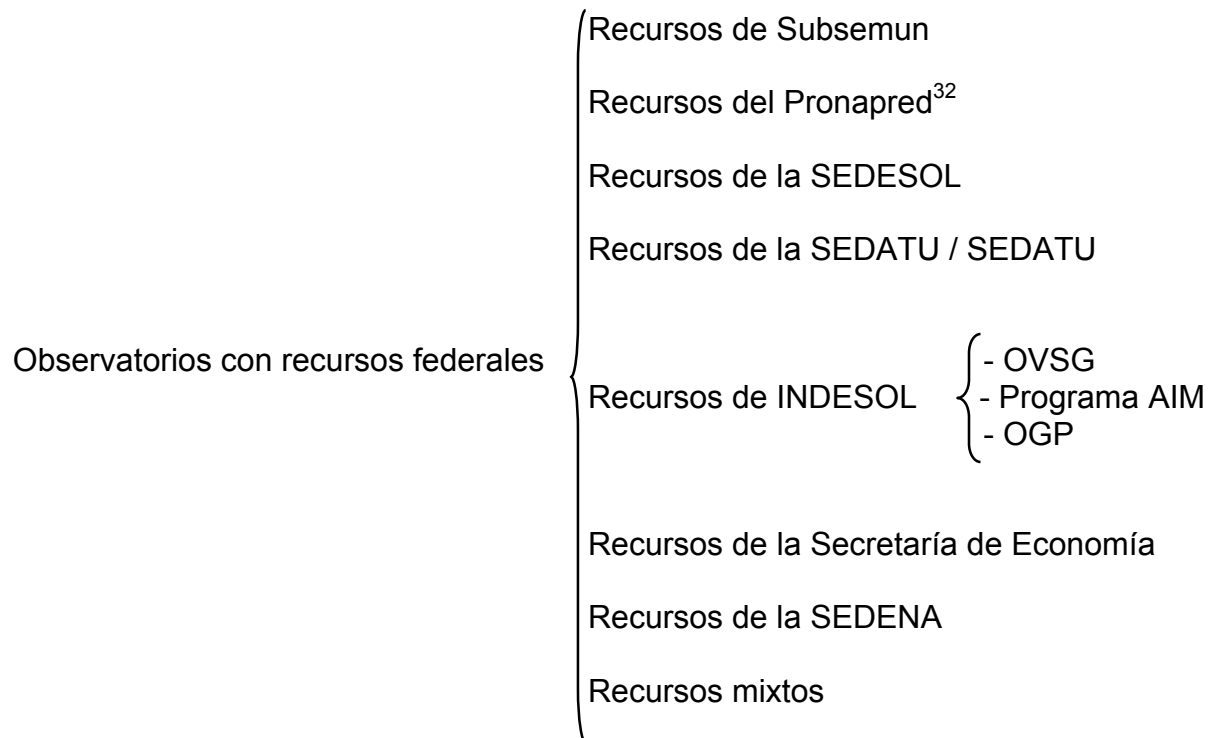 Recursos de Subsemun
Recursos del Pronapred32
Recursos de la SEDESOL
Recursos de la SEDATU / SEDATU
Observatorios con recursos federales
Recursos de INDESOL
- OVSG
- Programa AIM
- OGP
Recursos de la Secretaría de Economía
Recursos de la SEDENA
Recursos mixtos